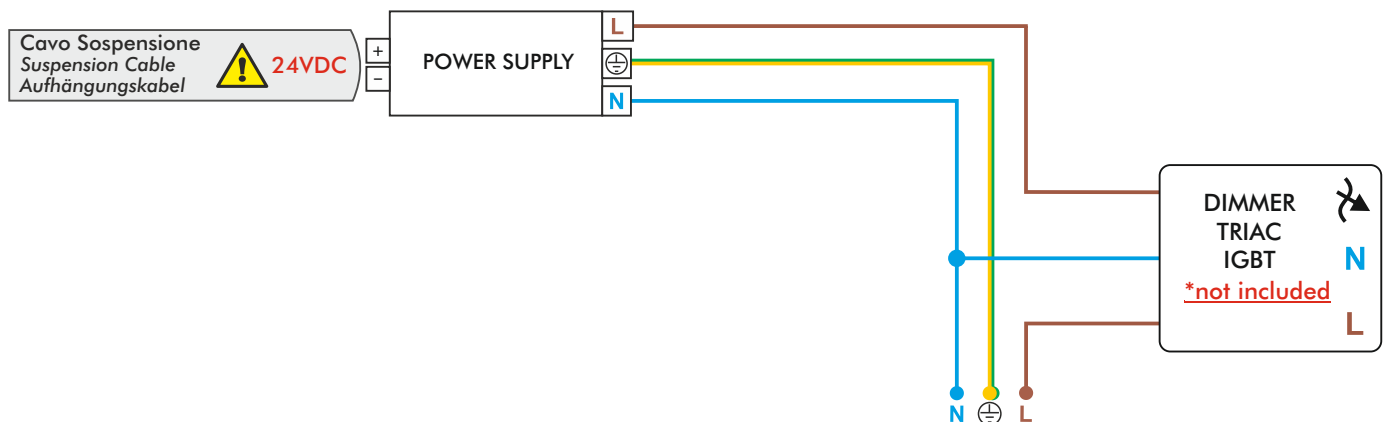 Cavo Sospensione
Suspension Cable
Aufhängungskabel
24VDC
+
−
POWER SUPPLY
L
N
DIMMER
TRIAC
IGBT
*not included
N
L
N
L